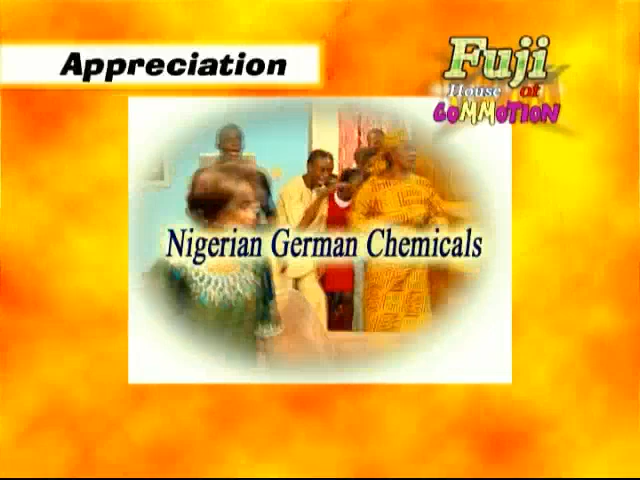 Appreciation
Fuji
House of
COMMOTION
Nigerian German Chemicals